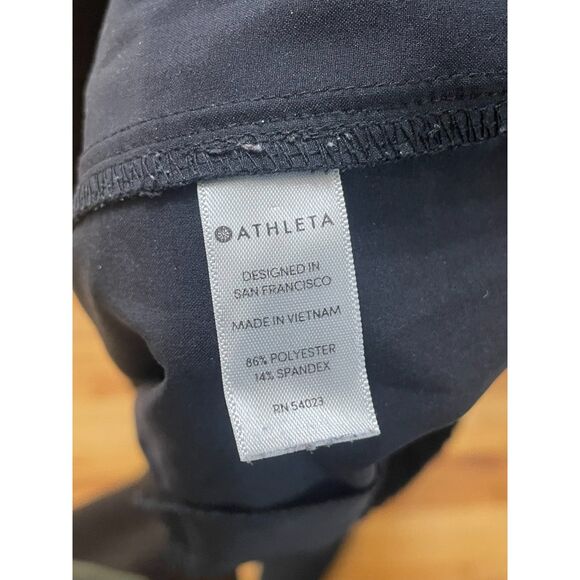 ATHLETA
DESIGNED IN
SAN FRANCISCO
MADE IN VIETNAM
86% POLYESTER
14% SPANDEX
RN 54023